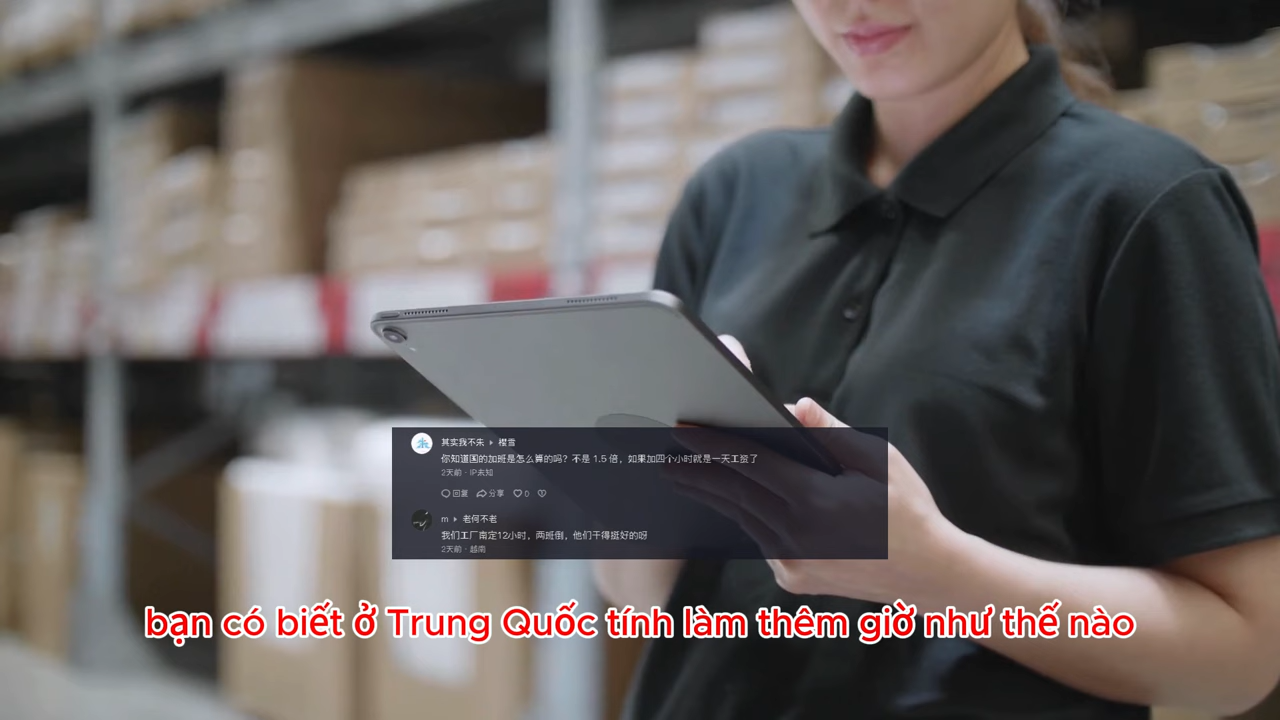 其实我不朱 ▸ 樱雪
你知道国的加班是怎么算的吗？不是 1.5 倍，如果加四个小时就是一天工资了
2天前 · IP未知
回复 分享 0
m ▸ 老何不老
我们工厂南定12小时，两班倒，他们干得挺好的呀
2天前 · 越南
bạn có biết ở Trung Quốc tính làm thêm giờ như thế nào